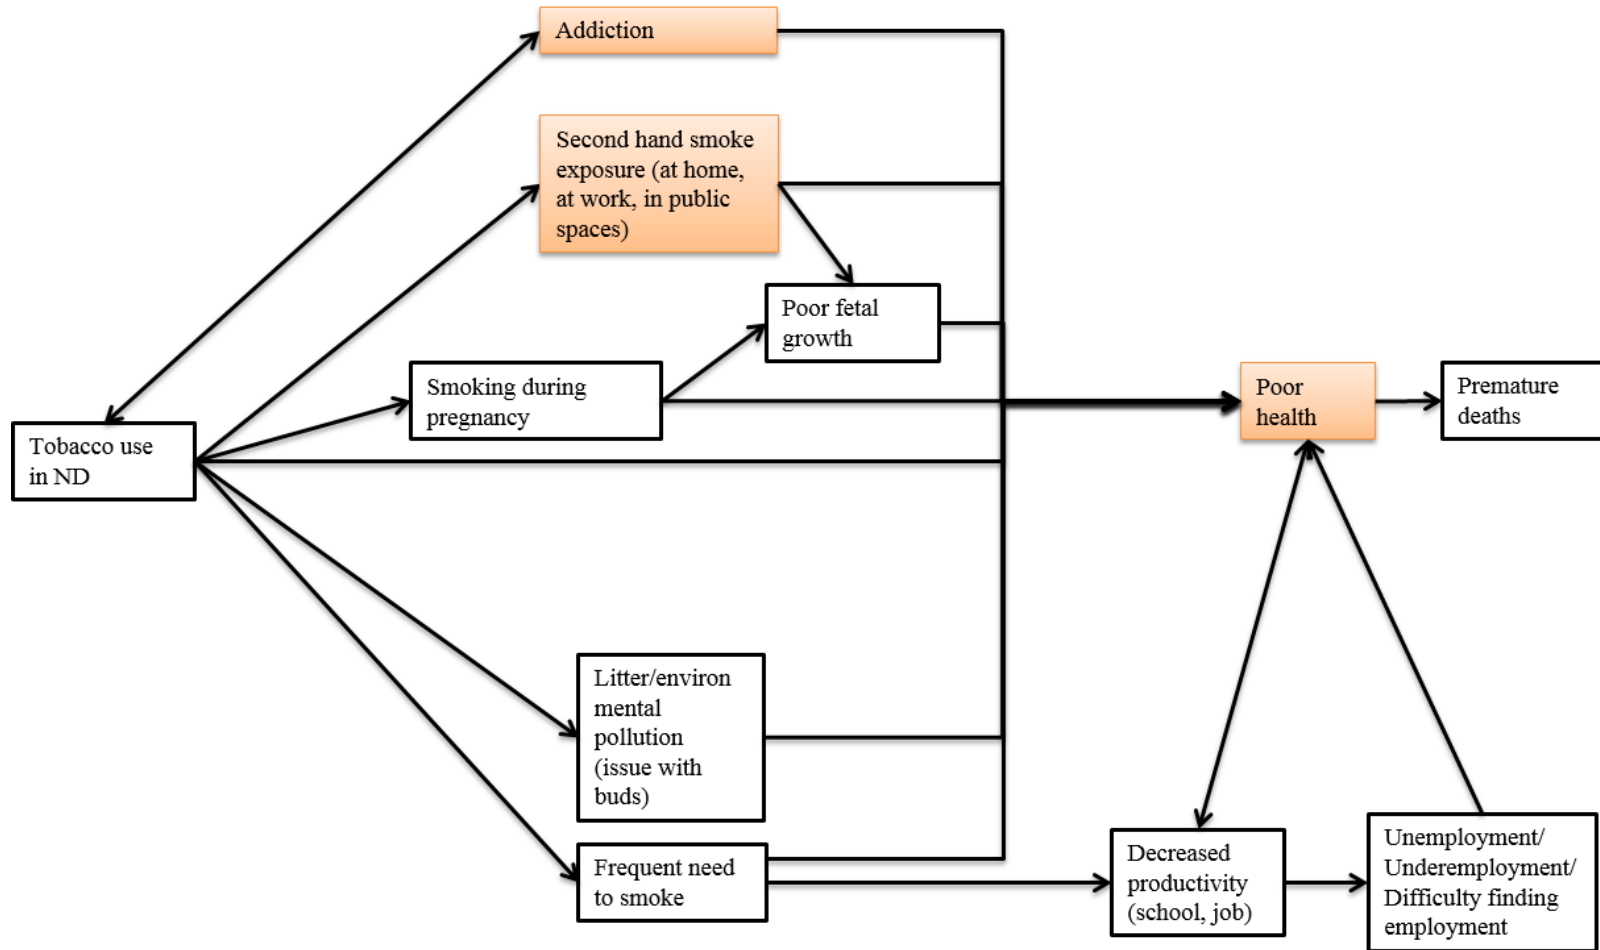 Addiction
Second hand smoke
exposure (at home,
at work, in public
spaces)
Poor fetal
growth
Smoking during
pregnancy
Tobacco use
in ND
Poor
health
Premature
deaths
Litter/environ
mental
pollution
(issue with
buds)
Frequent need
to smoke
Decreased
productivity
(school, job)
Unemployment/
Underemployment/
Difficulty finding
employment